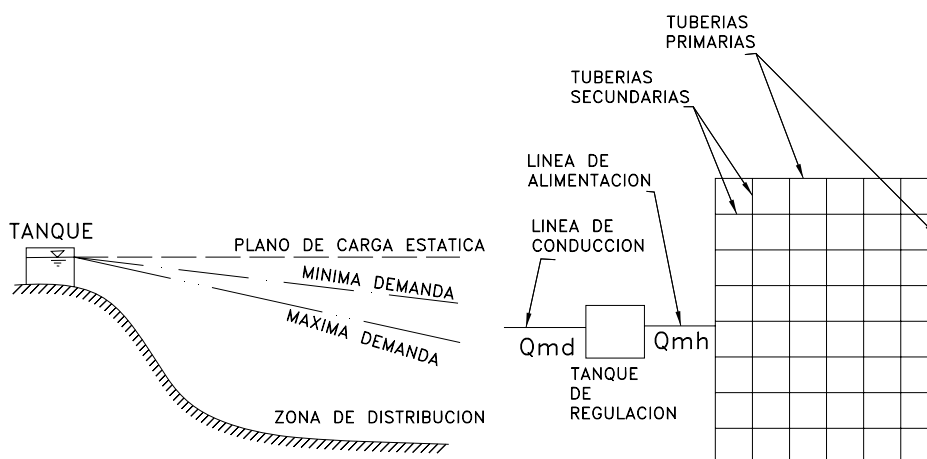 TANQUE
PLANO DE CARGA ESTATICA
MINIMA DEMANDA
MAXIMA DEMANDA
ZONA DE DISTRIBUCION
TUBERIAS
PRIMARIAS
TUBERIAS
SECUNDARIAS
LINEA DE
ALIMENTACION
LINEA DE
CONDUCCION
Qmd
Qmh
TANQUE
DE
REGULACION